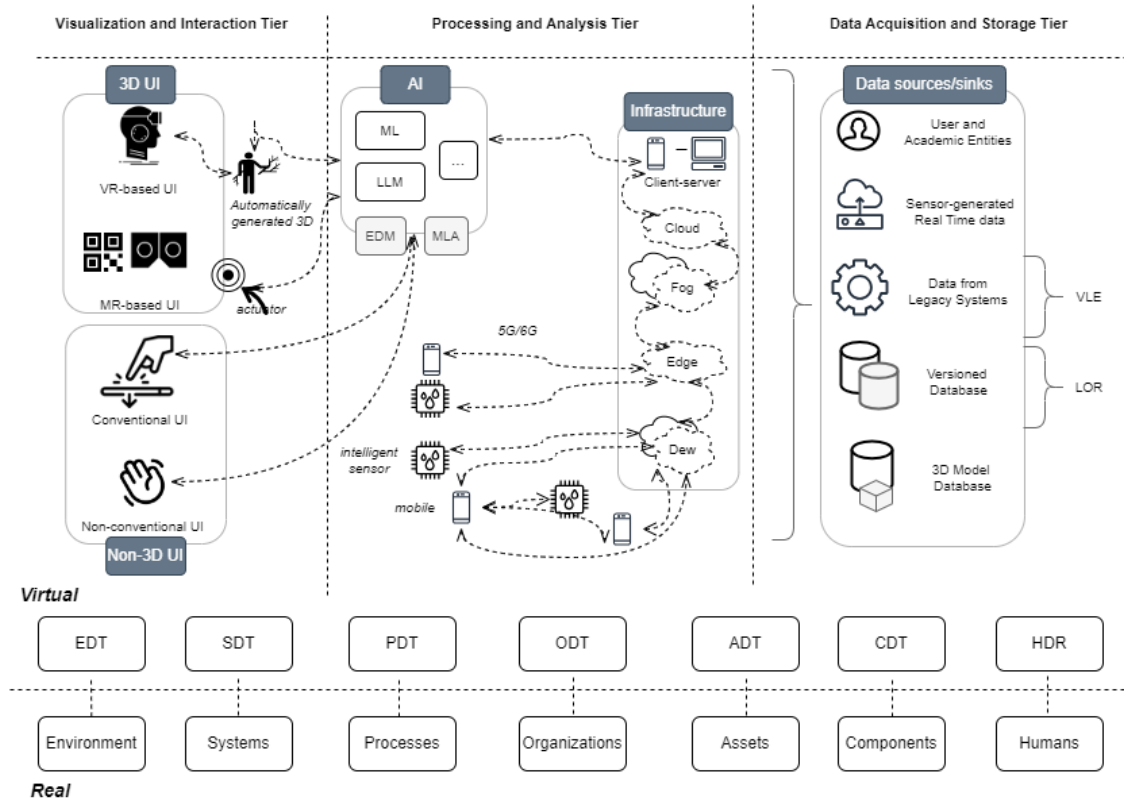 Visualization and Interaction Tier
Processing and Analysis Tier
Data Acquisition and Storage Tier
3D UI
VR-based UI
Automatically
generated 3D
MR-based UI
actuator
Conventional UI
Non-conventional UI
Non-3D UI
AI
ML
LLM
...
EDM
MLA
Infrastructure
Client-server
Cloud
Fog
5G/6G
Edge
Dew
intelligent
sensor
mobile
Data sources/sinks
User and
Academic Entities
Sensor-generated
Real Time data
Data from
Legacy Systems
VLE
Versioned
Database
LOR
3D Model
Database
Virtual
EDT
SDT
PDT
ODT
ADT
CDT
HDR
Environment
Systems
Processes
Organizations
Assets
Components
Humans
Real